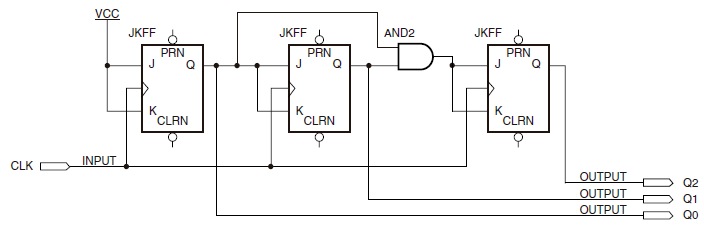 VCC
JKFF
JKFF
AND2
JKFF
PRN
PRN
PRN
J Q
J Q
J Q
K
K
K
CLRN
CLRN
CLRN
CLK
INPUT
OUTPUT Q2
OUTPUT Q1
OUTPUT Q0